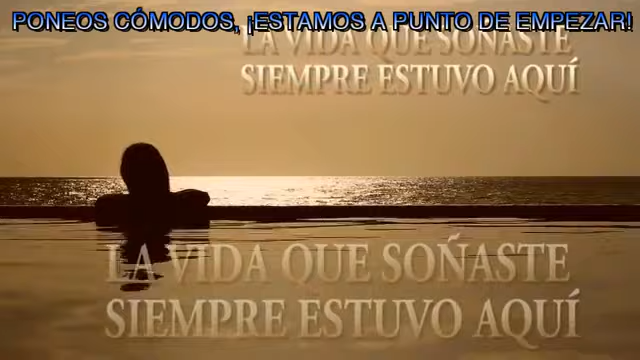 PONEOS CÓMODOS, ¡ESTAMOS A PUNTO DE EMPEZAR!
LA VIDA QUE SOÑASTE
SIEMPRE ESTUVO AQUÍ
LA VIDA QUE SOÑASTE
SIEMPRE ESTUVO AQUÍ